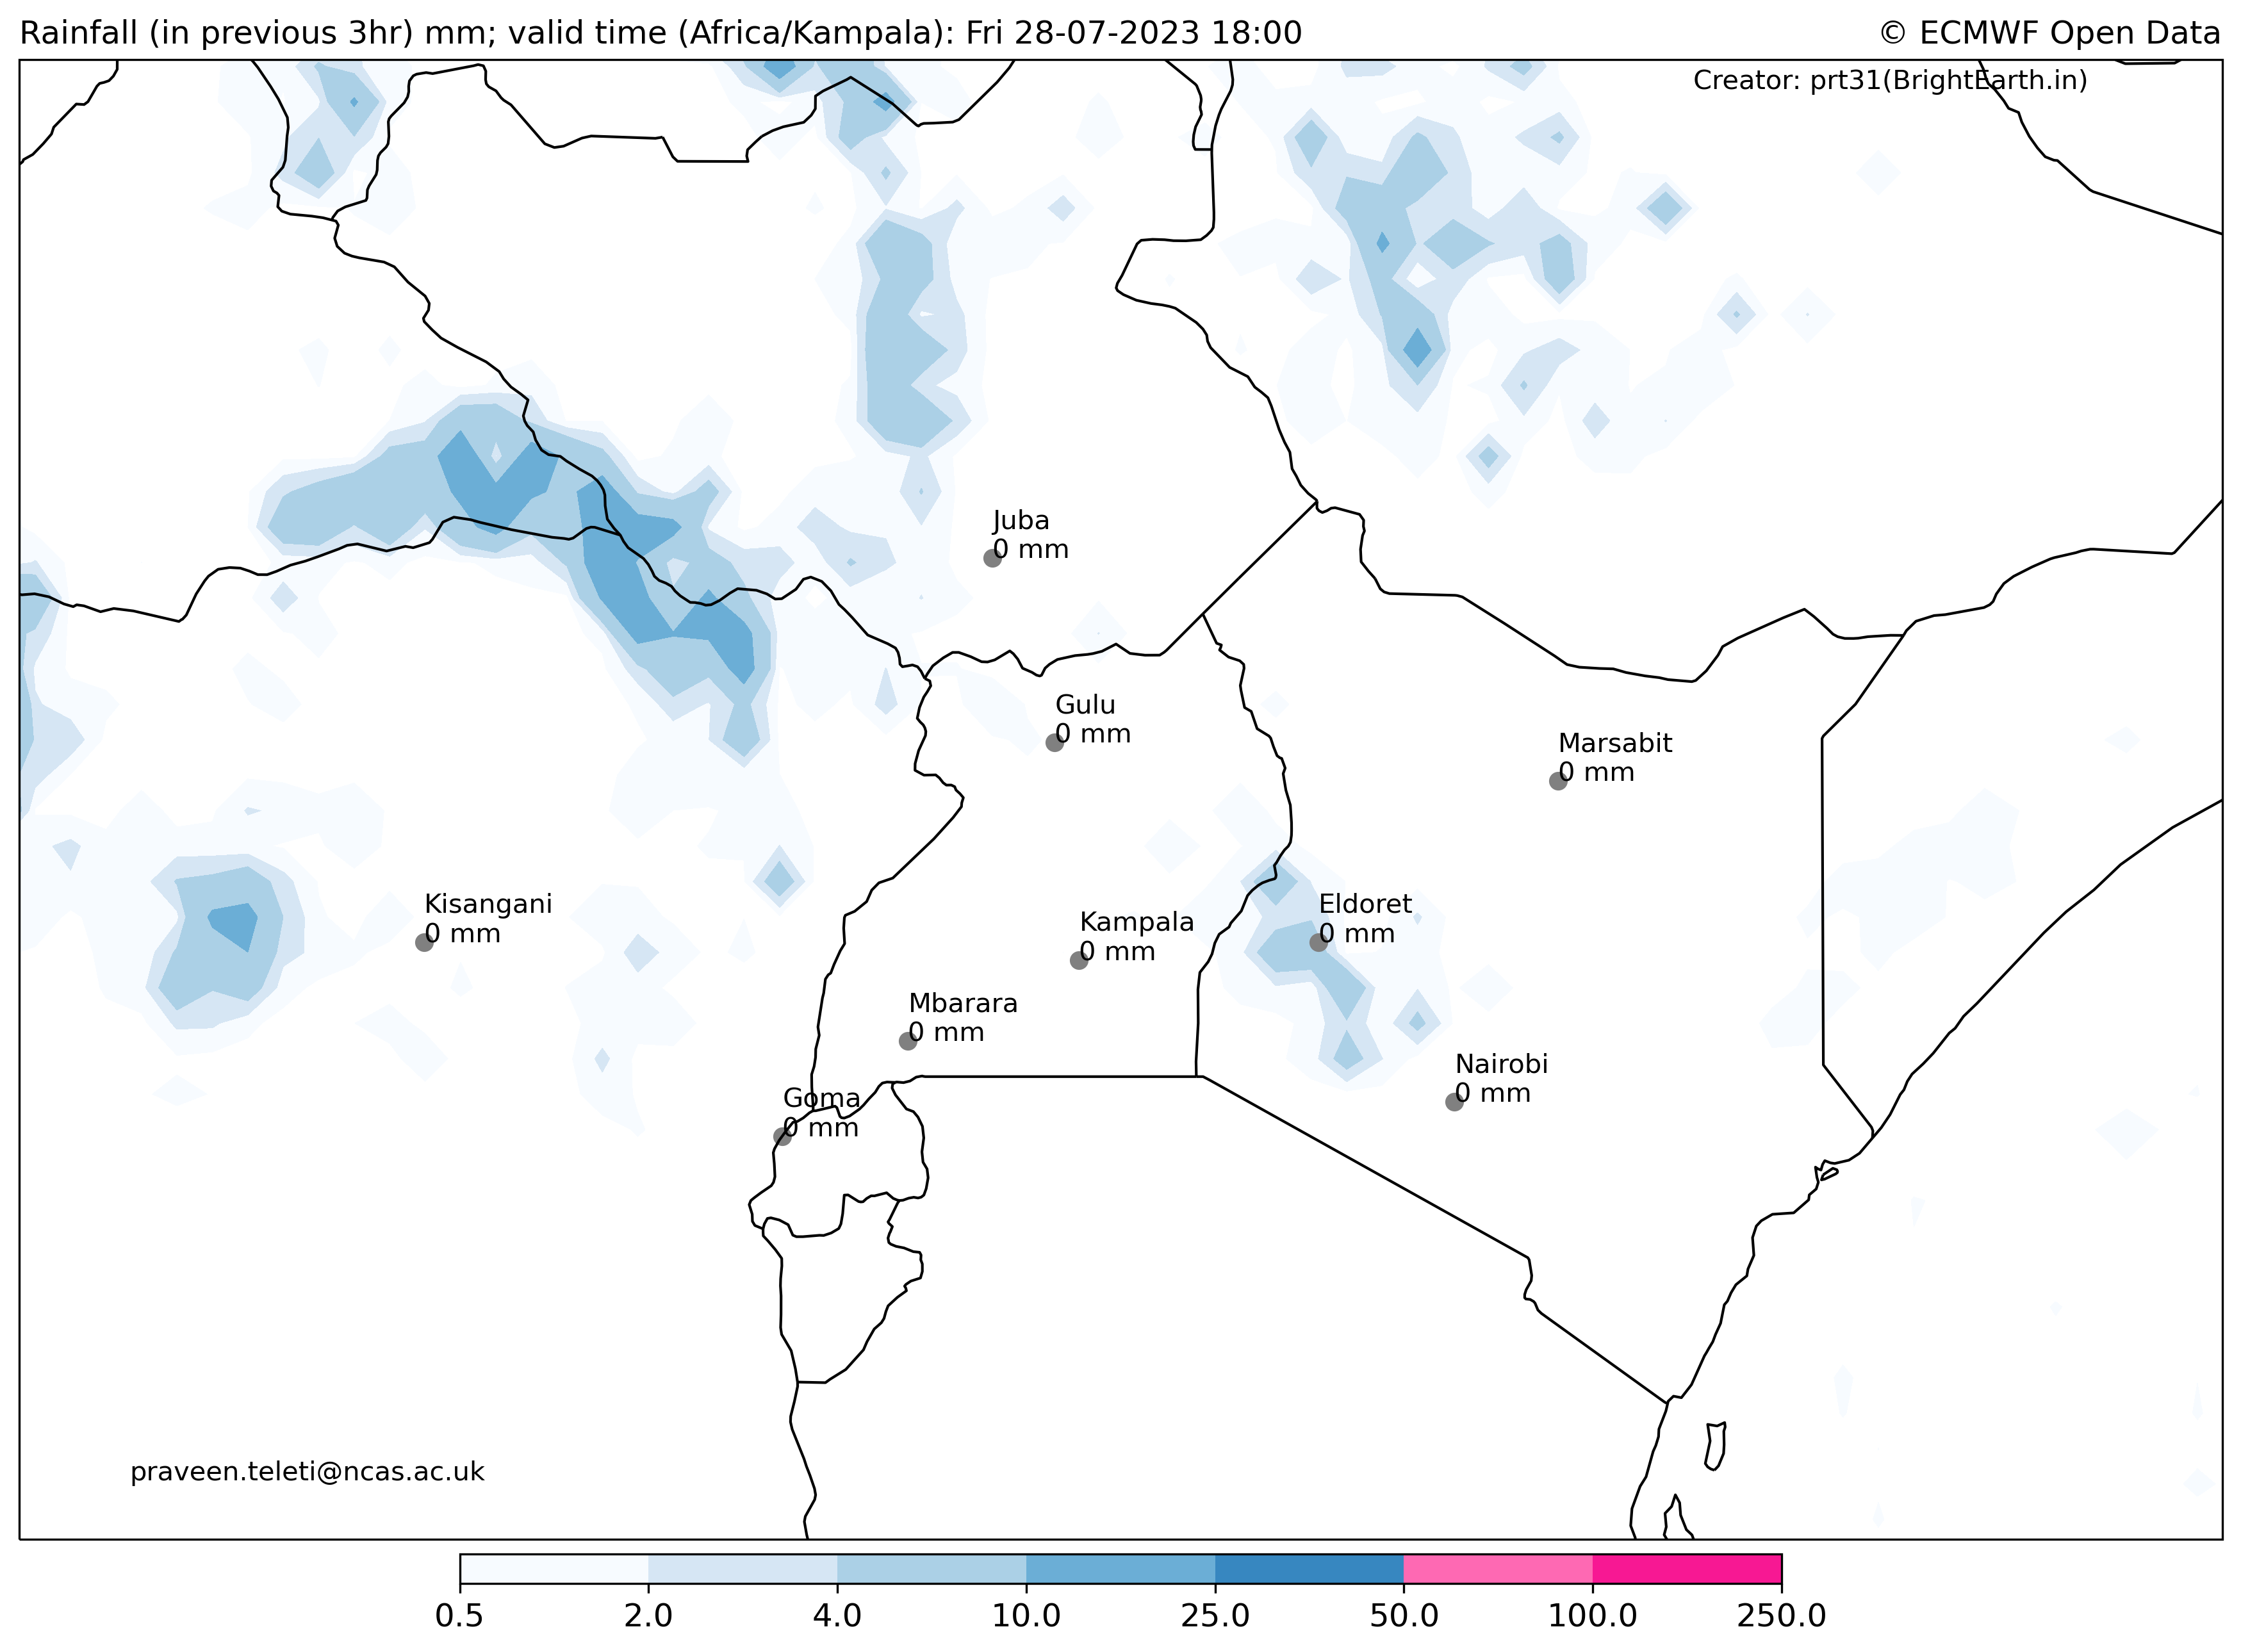 Rainfall (in previous 3hr) mm; valid time (Africa/Kampala): Fri 28-07-2023 18:00
© ECMWF Open Data
Creator: prt31(BrightEarth.in)
Juba
0 mm
Gulu
0 mm
Marsabit
0 mm
Kisangani
0 mm
Eldoret
0 mm
Kampala
0 mm
Mbarara
0 mm
Nairobi
0 mm
Goma
0 mm
praveen.teleti@ncas.ac.uk
0.5 2.0 4.0 10.0 25.0 50.0 100.0 250.0